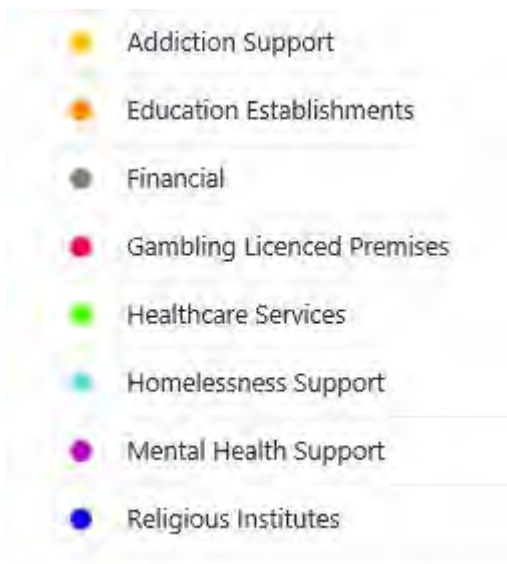 Addiction Support
Education Establishments
Financial
Gambling Licenced Premises
Healthcare Services
Homelessness Support
Mental Health Support
Religious Institutes